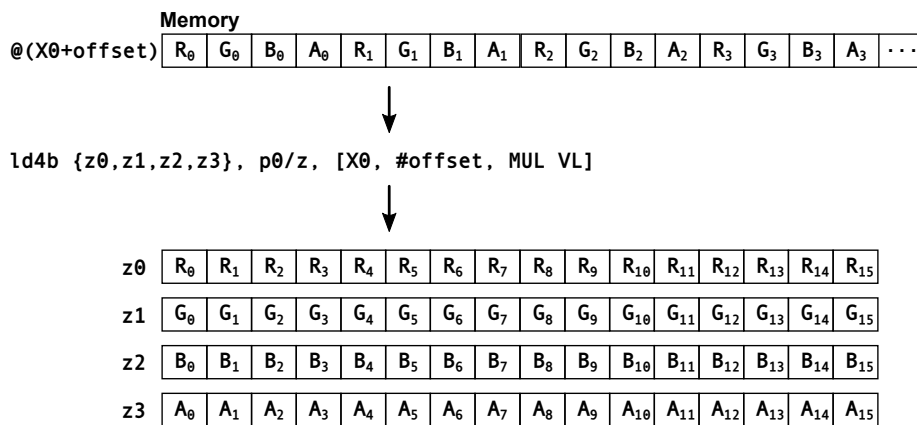 Memory
@(X0+offset) R₀ G₀ B₀ A₀ R₁ G₁ B₁ A₁ R₂ G₂ B₂ A₂ R₃ G₃ B₃ A₃ ···
ld4b {z0,z1,z2,z3}, p0/z, [X0, #offset, MUL VL]
z0 R₀ R₁ R₂ R₃ R₄ R₅ R₆ R₇ R₈ R₉ R₁₀ R₁₁ R₁₂ R₁₃ R₁₄ R₁₅
z1 G₀ G₁ G₂ G₃ G₄ G₅ G₆ G₇ G₈ G₉ G₁₀ G₁₁ G₁₂ G₁₃ G₁₄ G₁₅
z2 B₀ B₁ B₂ B₃ B₄ B₅ B₆ B₇ B₈ B₉ B₁₀ B₁₁ B₁₂ B₁₃ B₁₄ B₁₅
z3 A₀ A₁ A₂ A₃ A₄ A₅ A₆ A₇ A₈ A₉ A₁₀ A₁₁ A₁₂ A₁₃ A₁₄ A₁₅